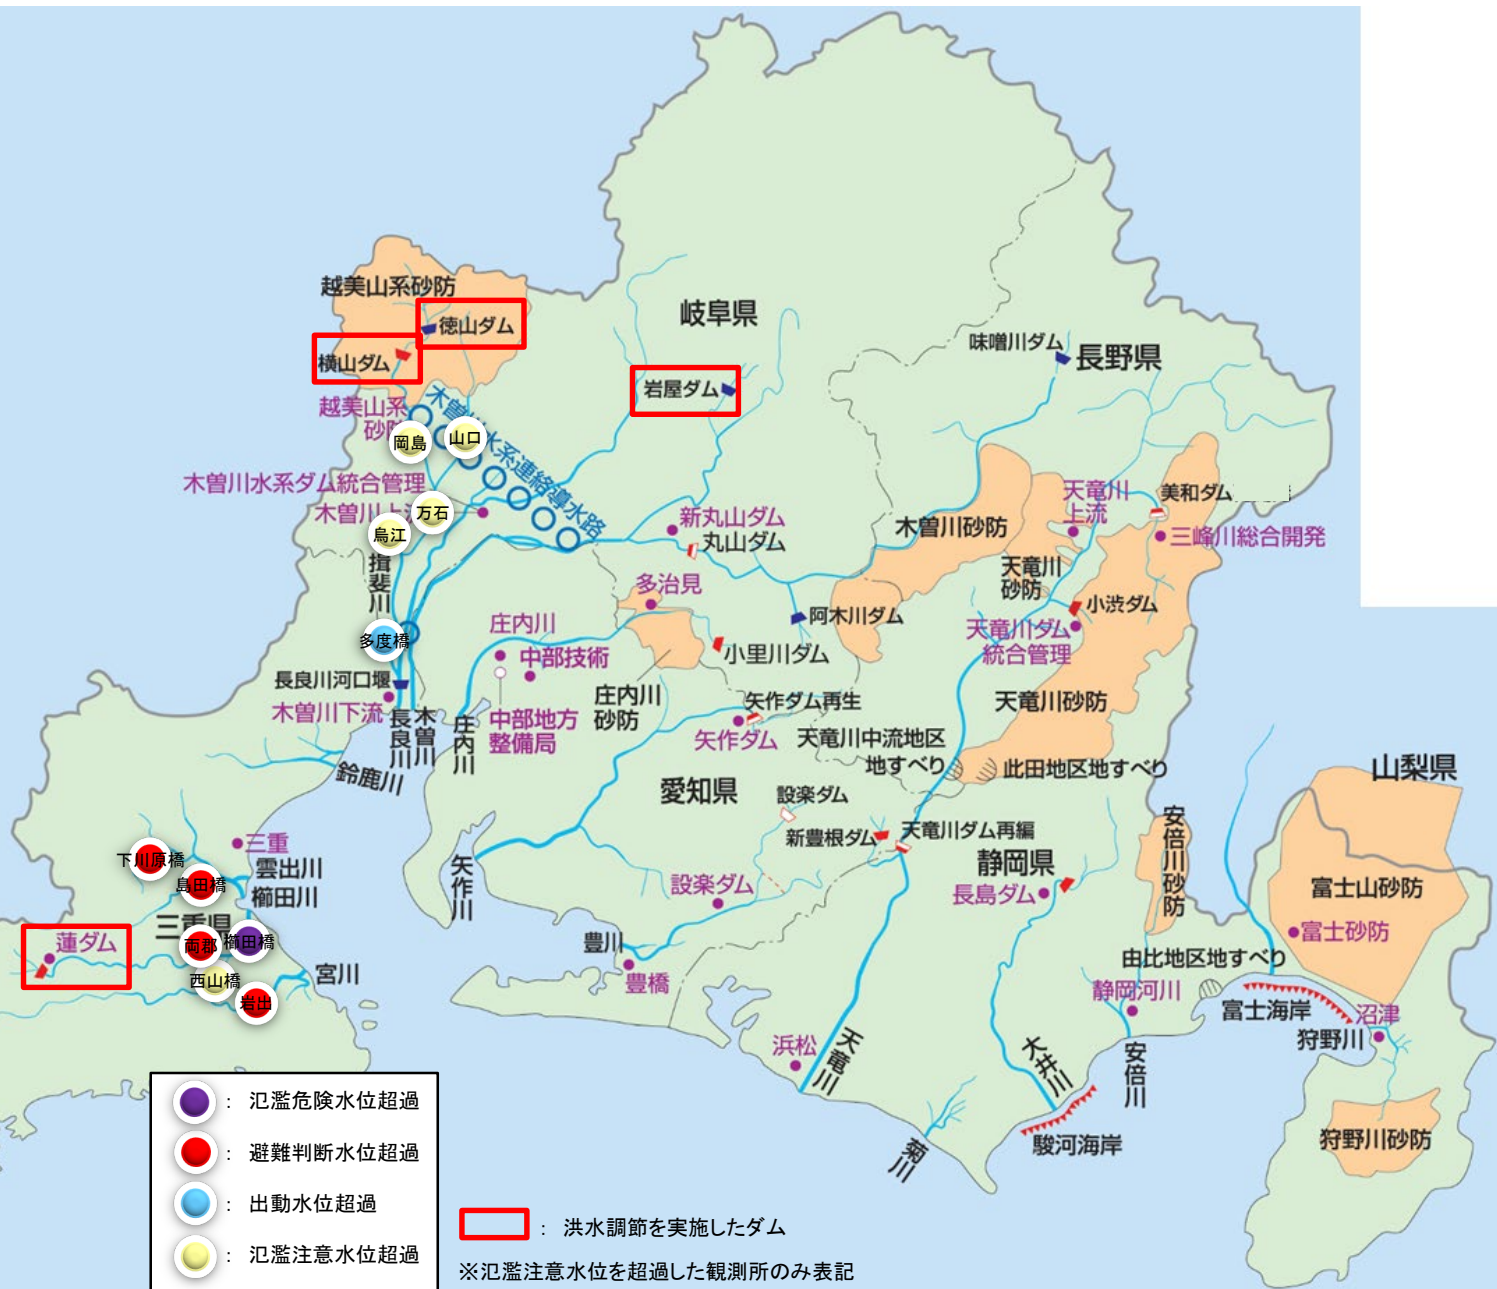 越美山系砂防
徳山ダム
横山ダム
岐阜県
岩屋ダム
味噌川ダム
長野県
越美山系
砂防
木曽川水系連絡導水路
岡島
山口
木曽川水系ダム統合管理
木曽川上流
万石
烏江
揖斐川
新丸山ダム
丸山ダム
木曽川砂防
天竜川
上流
美和ダム
三峰川総合開発
天竜川
砂防
小渋ダム
多治見
阿木川ダム
天竜川ダム
統合管理
庄内川
多度橋
中部技術
小里川ダム
長良川河口堰
木曽川下流
長良川
木曽川
庄内川
中部地方
整備局
庄内川
砂防
矢作ダム再生
矢作ダム
天竜川中流地区
地すべり
天竜川砂防
此田地区地すべり
鈴鹿川
愛知県
設楽ダム
新豊根ダム
天竜川ダム再編
山梨県
安倍川砂防
三重
下川原橋
島田橋
雲出川
櫛田川
矢作川
設楽ダム
静岡県
長島ダム
富士山砂防
三重県
蓮ダム
両郡
櫛田橋
西山橋
岩出
宮川
豊川
豊橋
富士砂防
由比地区地すべり
静岡河川
富士海岸
沼津
狩野川
浜松
天竜川
大井川
安倍川
菊川
駿河海岸
狩野川砂防
： 氾濫危険水位超過
： 避難判断水位超過
： 出動水位超過
： 氾濫注意水位超過
： 洪水調節を実施したダム
※氾濫注意水位を超過した観測所のみ表記